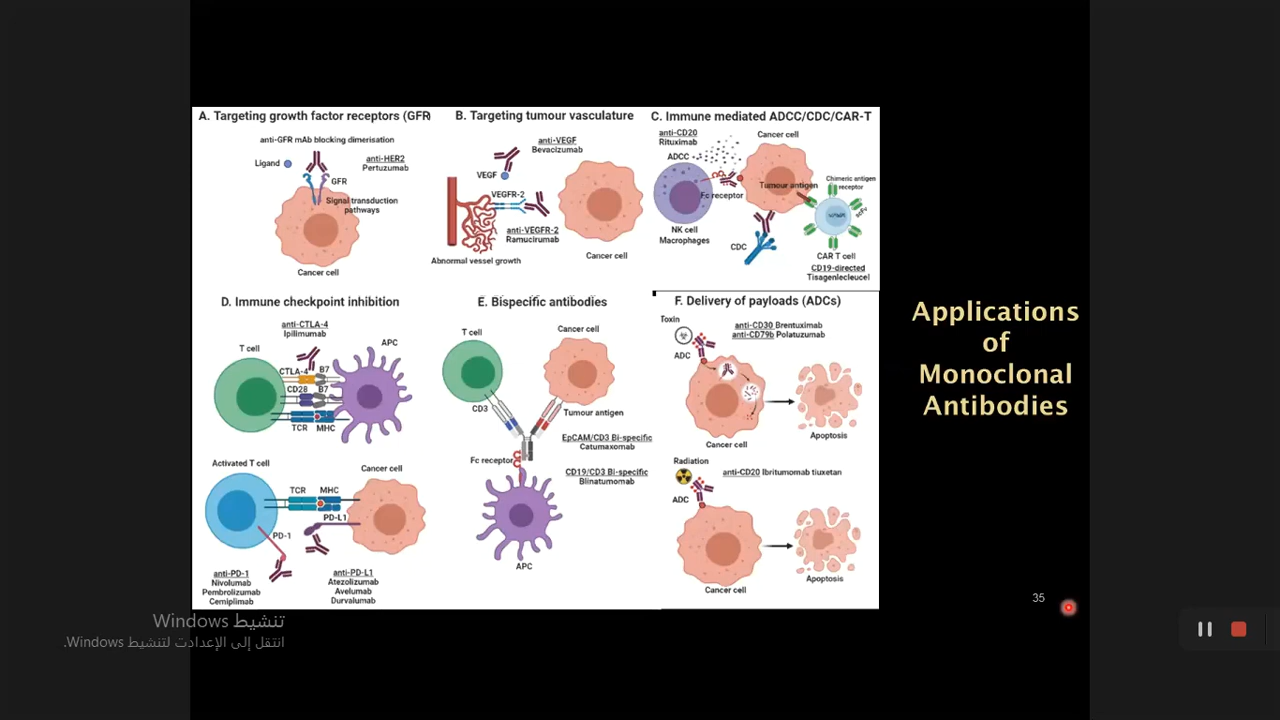 A. Targeting growth factor receptors (GFR)
anti-GFR mAb blocking dimerisation
Ligand
anti-HER2
Pertuzumab
GFR
Signal transduction
pathways
Cancer cell
B. Targeting tumour vasculature
anti-VEGF
Bevacizumab
VEGF
VEGFR-2
anti-VEGFR-2
Ramucirumab
Abnormal vessel growth
Cancer cell
C. Immune mediated ADCC/CDC/CAR-T
anti-CD20
Rituximab
ADCC
Cancer cell
Tumour antigen
Chimeric antigen
receptor
Fc receptor
scFv
NK cell
Macrophages
CDC
CAR T cell
CD19-directed
Tisagenlecleucel
D. Immune checkpoint inhibition
anti-CTLA-4
Ipilimumab
T cell
APC
CTLA-4
B7
CD28
B7
TCR
MHC
Activated T cell
Cancer cell
TCR
MHC
PD-L1
PD-1
anti-PD-1
Nivolumab
Pembrolizumab
Cemiplimab
anti-PD-L1
Atezolizumab
Avelumab
Durvalumab
E. Bispecific antibodies
T cell
Cancer cell
CD3
Tumour antigen
EpCAM/CD3 Bi-specific
Catumaxomab
Fc receptor
CD19/CD3 Bi-specific
Blinatumomab
APC
F. Delivery of payloads (ADCs)
Toxin
anti-CD30 Brentuximab
anti-CD79b Polatuzumab
ADC
Cancer cell
Apoptosis
Radiation
anti-CD20 Ibritumomab tiuxetan
ADC
Cancer cell
Apoptosis
Applications
of
Monoclonal
Antibodies
35
تنشيط Windows
انتقل إلى الإعدادات لتنشيط Windows.